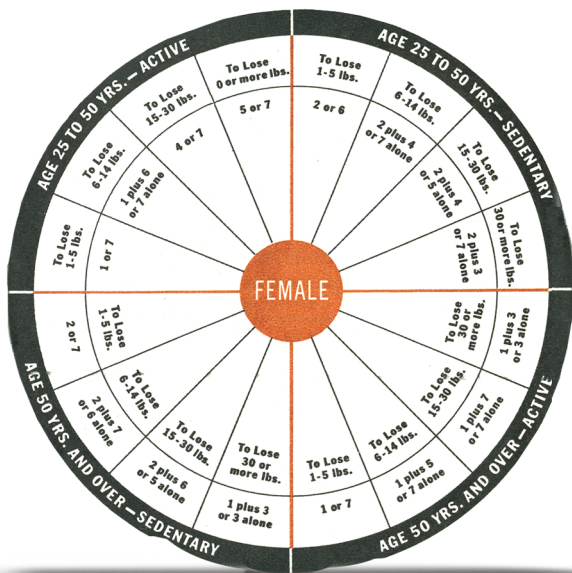 AGE 25 TO 50 YRS.—ACTIVE
To Lose
1-5 lbs.
1 or 7
To Lose
6-14 lbs.
1 plus 6
or 7 alone
To Lose
15-30 lbs.
4 or 7
To Lose
0 or more lbs.
5 or 7
AGE 25 TO 50 YRS.—SEDENTARY
To Lose
1-5 lbs.
2 or 6
To Lose
6-14 lbs.
2 plus 4
or 7 alone
To Lose
15-30 lbs.
2 plus 4
or 5 alone
To Lose
30 or more lbs.
2 plus 3
or 7 alone
FEMALE
AGE 50 YRS. AND OVER—SEDENTARY
To Lose
1-5 lbs.
2 or 7
To Lose
6-14 lbs.
2 plus 7
or 6 alone
To Lose
15-30 lbs.
2 plus 6
or 5 alone
To Lose
30 or
more lbs.
1 plus 3
or 3 alone
AGE 50 YRS. AND OVER—ACTIVE
To Lose
1-5 lbs.
1 or 7
To Lose
6-14 lbs.
1 plus 5
or 7 alone
To Lose
15-30 lbs.
1 plus 7
or 7 alone
To Lose
30 or
more lbs.
1 plus 3
or 3 alone